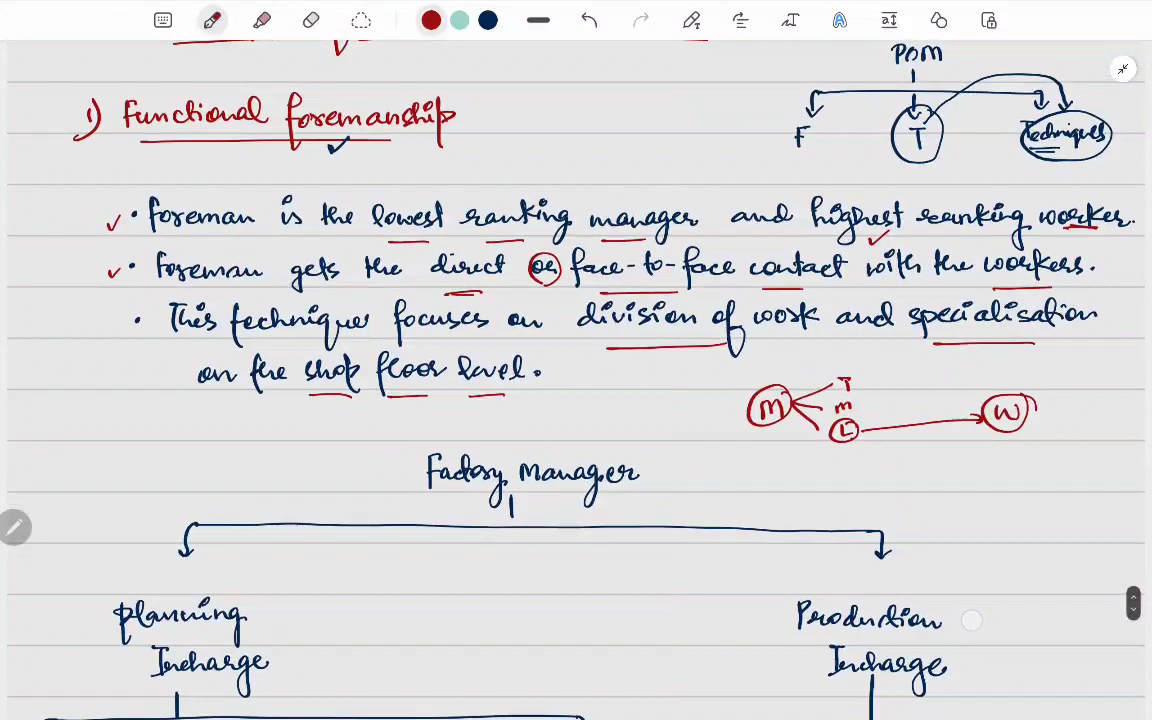 POM
F T Techniques
1) Functional foremanship
• Foreman is the lowest ranking manager and highest ranking worker.
• Foreman gets the direct or face-to-face contact with the workers.
• This technique focuses on division of work and specialisation
on the shop floor level.
T
M m W
L
Factory Manager
Planning Production
Incharge Incharge